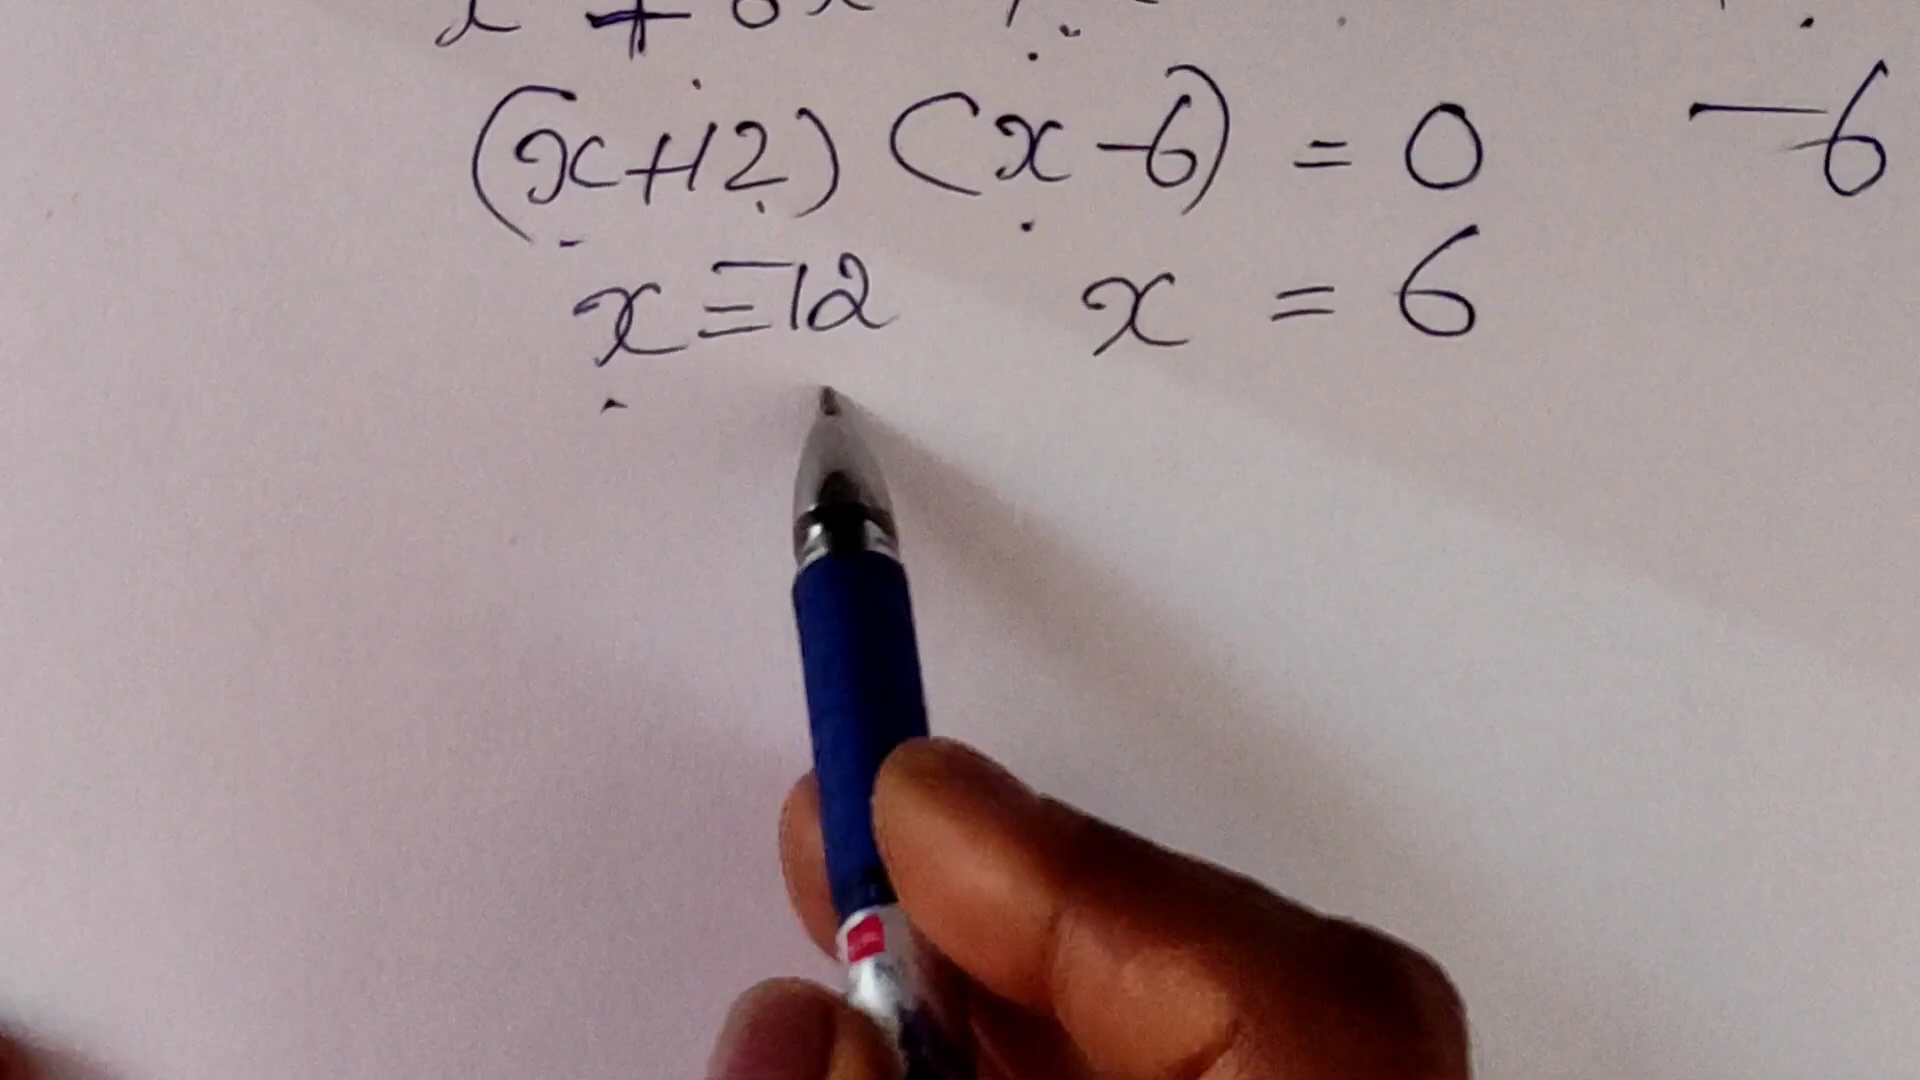 (x+12) (x-6) = 0 -6
x = -12 x = 6